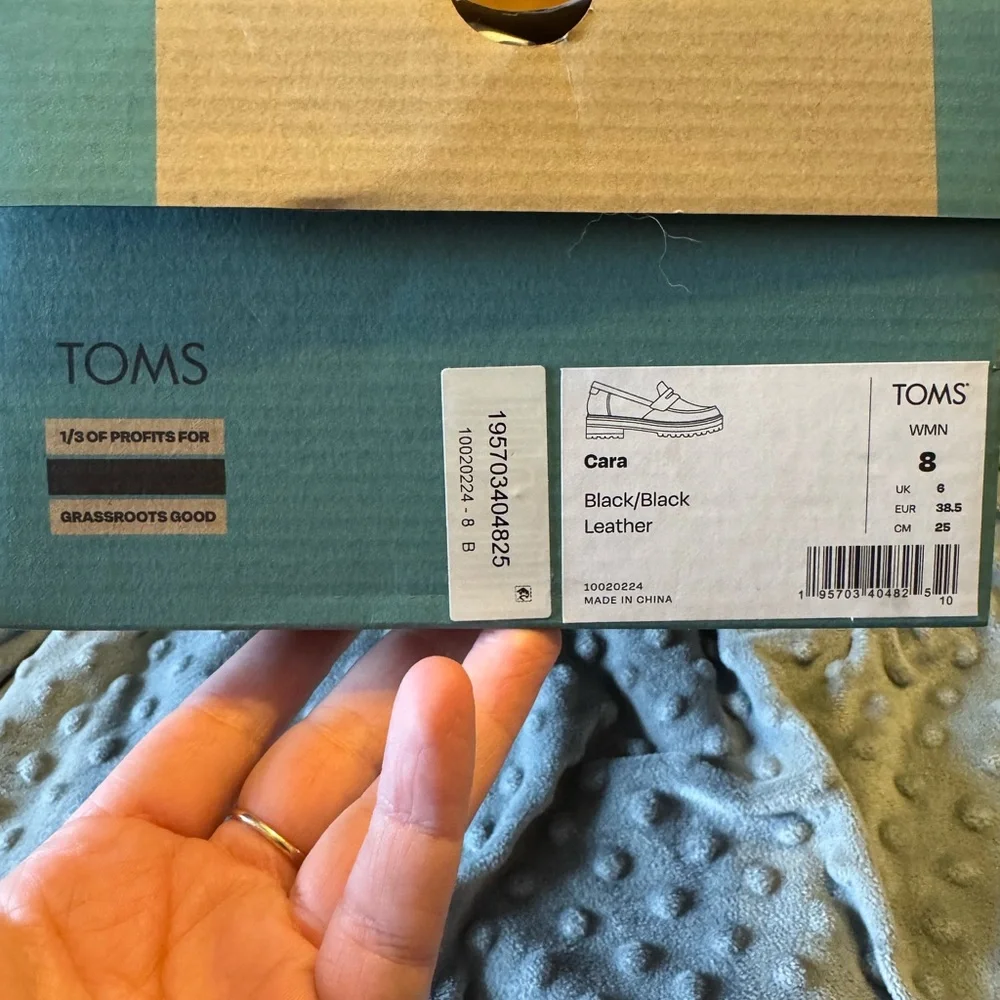 TOMS
1/3 OF PROFITS FOR
GRASSROOTS GOOD
195703404825
10020224 - 8 B
Cara
Black/Black
Leather
10020224
MADE IN CHINA
TOMS®
WMN
8
UK 6
EUR 38.5
CM 25
1 95703 40482 5
10